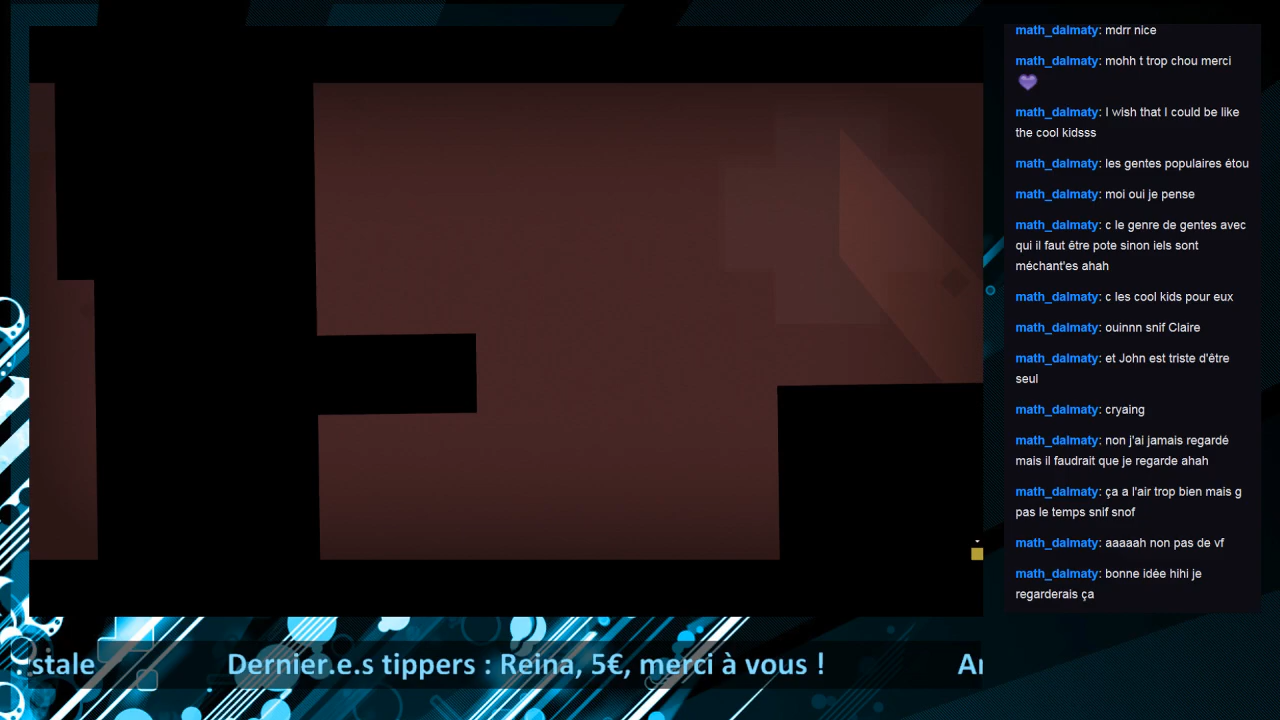 math_dalmaty: mdrr nice
math_dalmaty: mohh t trop chou merci
math_dalmaty: I wish that I could be like
the cool kidsss
math_dalmaty: les gentes populaires étou
math_dalmaty: moi oui je pense
math_dalmaty: c le genre de gentes avec
qui il faut être pote sinon iels sont
méchant'es ahah
math_dalmaty: c les cool kids pour eux
math_dalmaty: ouinnn snif Claire
math_dalmaty: et John est triste d'être
seul
math_dalmaty: cryaing
math_dalmaty: non j'ai jamais regardé
mais il faudrait que je regarde ahah
math_dalmaty: ça a l'air trop bien mais g
pas le temps snif snof
math_dalmaty: aaaaah non pas de vf
math_dalmaty: bonne idée hihi je
regarderais ça
stale Dernier.e.s tippers : Reina, 5€, merci à vous !